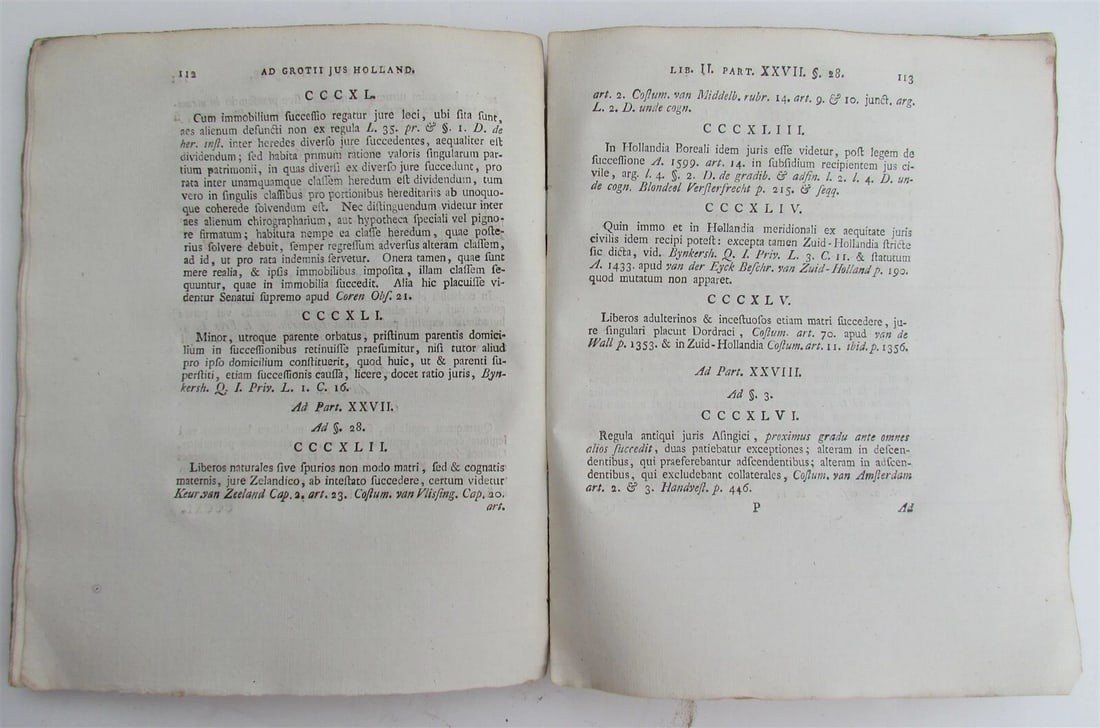 112 AD GROTII JUS HOLLAND,
CCCXL.
Cum immobilium ſucceſſio regatur jure loci, ubi ſita ſunt,
aes alienum defuncti non ex regula L. 35. pr. & §. 1. D. de
her. inſt. inter heredes diverſo jure ſuccedentes, aequaliter eſt
dividendum; ſed habita primum ratione valoris ſingularum par-
tium patrimonii, in quas diverſi ex diverſo jure ſuccedunt, pro
rata inter unamquamque claſſem heredum eſt dividendum, tum
vero in ſingulis claſſibus pro portionibus hereditariis ab unoquo-
que coherede ſolvendum eſt. Nec diſtinguendum videtur inter
aes alienum chirographarium, aut hypotheca ſpeciali vel pigno-
re firmatum; habitura nempe ea claſſe heredum, quae poſte-
rius ſolvere debuit, ſemper regreſſum adverſus alteram claſſem,
ad id, ut pro rata indemnis ſervetur. Onera tamen, quae ſunt
mere realia, & ipſis immobilibus impoſita, illam claſſem ſe-
quuntur, quae in immobilia ſuccedit. Alia hic placuiſſe vi-
dentur Senatui ſupremo apud Coren Obſ. 21.
CCCXLI.
Minor, utroque parente orbatus, priſtinum parentis domici-
lium in ſucceſſionibus retinuiſſe praeſumitur, niſi tutor aliud
pro ipſo domicilium conſtituerit, quod huic, ut & parenti ſu-
perſtiti, etiam ſucceſſionis cauſſa, licere, docet ratio juris, Byn-
kersh. Q. I. Priv. L. 1. C. 16.
Ad Part. XXVII.
Ad §. 28.
CCCXLII.
Liberos naturales ſive ſpurios non modo matri, ſed & cognatis
maternis, jure Zelandico, ab inteſtato ſuccedere, certum videtur
Keur.van Zeeland Cap. 2. art. 23. Coſtum. van Vlisſing. Cap. 20.
art.
LIB. II. PART. XXVII. §. 28. 113
art. 2. Coſtum. van Middelb. rubr. 14. art. 9. & 10. junct. arg.
L. 2. D. unde cogn.
CCCXLIII.
In Hollandia Boreali idem juris eſſe videtur, poſt legem de
ſucceſſione A. 1599. art. 14. in ſubſidium recipientem jus ci-
vile, arg. l. 4. §. 2. D. de gradib. & adfin. l. 2. l. 4. D. un-
de cogn. Blondeel Verſterfrecht p. 215. & ſeqq.
CCCXLIV.
Quin immo et in Hollandia meridionali ex aequitate juris
civilis idem recipi poteſt: excepta tamen Zuid-Hollandia ſtricte
ſic dicta, vid. Bynkersh. Q. I. Priv. L. 3. C. 11. & ſtatutum
A. 1433. apud van der Eyck Beſchr. van Zuid-Holland p. 190.
quod mutatum non apparet.
CCCXLV.
Liberos adulterinos & inceſtuoſos etiam matri ſuccedere, ju-
re ſingulari placuit Dordraci, Coſtum. art. 70. apud van de
Wall p. 1353. & in Zuid-Hollandia Coſtum. art. 11. ibid. p. 1356.
Ad Part. XXVIII.
Ad §. 3.
CCCXLVI.
Regula antiqui juris Aſingici, proximus gradu ante omnes
alios ſuccedit, duas patiebatur exceptiones; alteram in deſcen-
dentibus, qui praeferebantur adſcendentibus; alteram in adſcen-
dentibus, qui excludebant collaterales, Coſtum. van Amſterdam
art. 2. & 3. Handveſt. p. 446.
P Ad